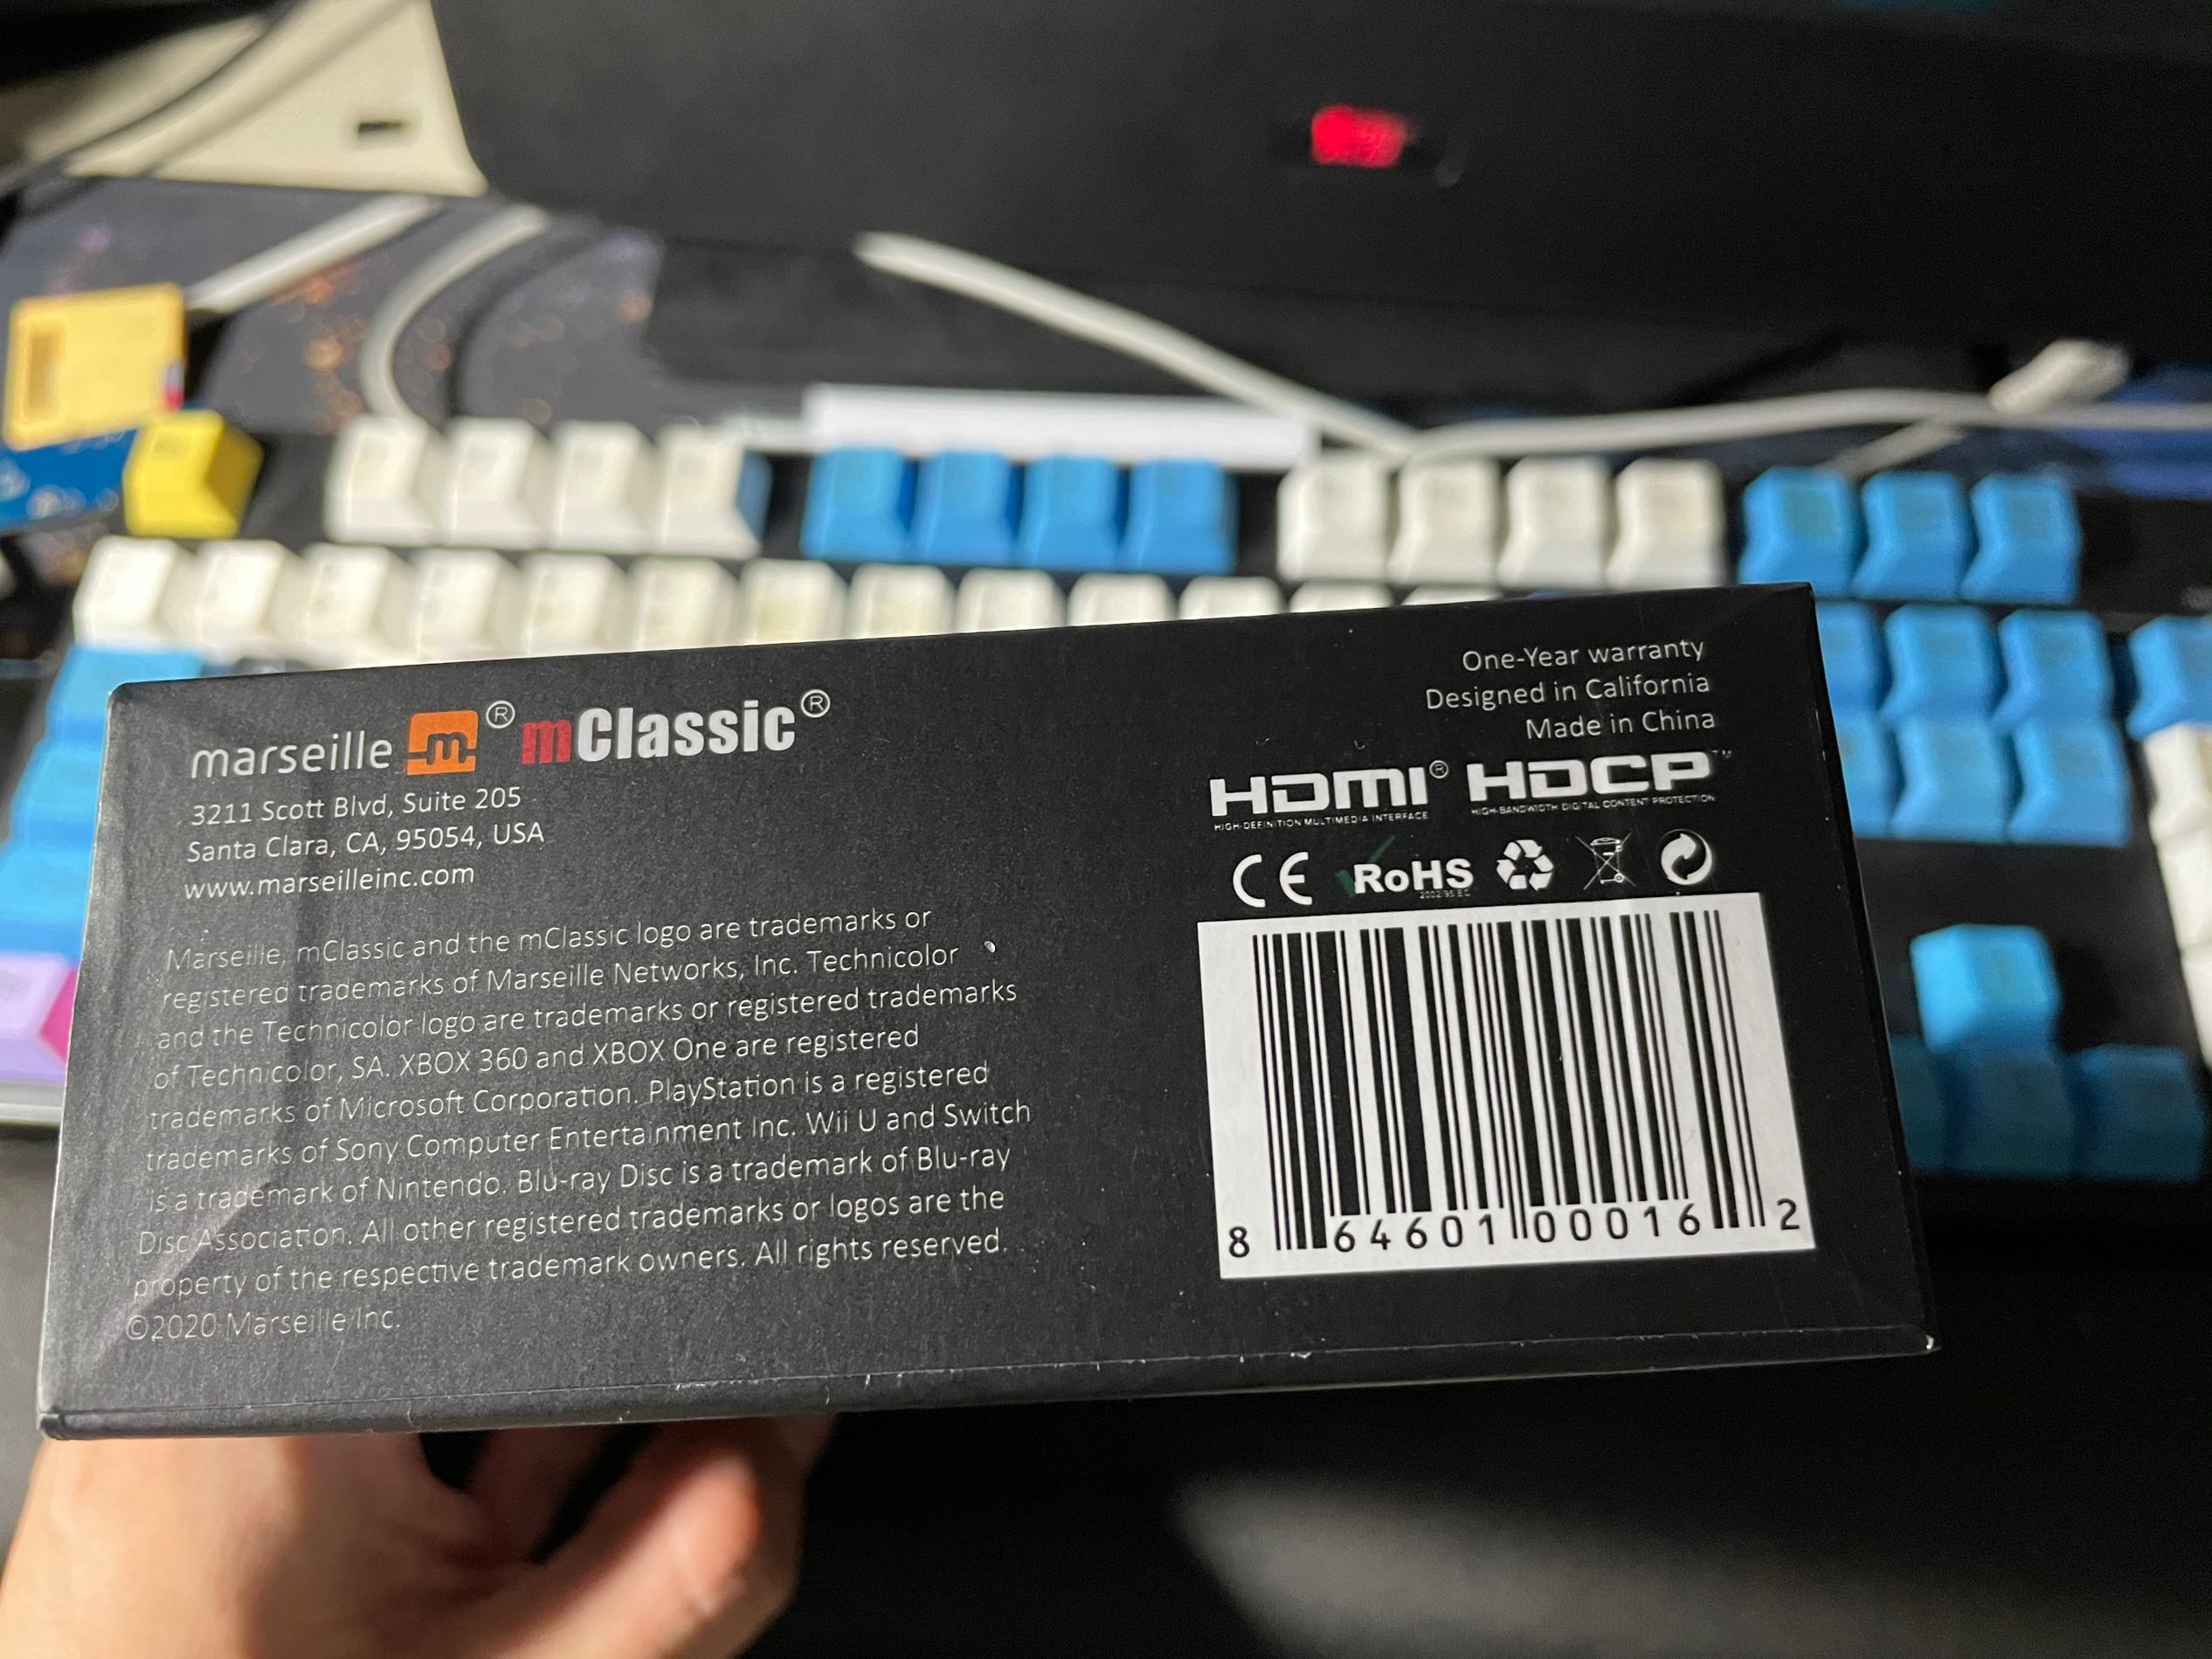 marseille m® mClassic®
3211 Scott Blvd, Suite 205
Santa Clara, CA, 95054, USA
www.marseilleinc.com
Marseille, mClassic and the mClassic logo are trademarks or
registered trademarks of Marseille Networks, Inc. Technicolor
and the Technicolor logo are trademarks or registered trademarks
of Technicolor, SA. XBOX 360 and XBOX One are registered
trademarks of Microsoft Corporation. PlayStation is a registered
trademarks of Sony Computer Entertainment Inc. Wii U and Switch
is a trademark of Nintendo. Blu-ray Disc is a trademark of Blu-ray
Disc Association. All other registered trademarks or logos are the
property of the respective trademark owners. All rights reserved.
©2020 Marseille Inc.
One-Year warranty
Designed in California
Made in China
HDMI® HDCP™
HIGH-DEFINITION MULTIMEDIA INTERFACE HIGH-BANDWIDTH DIGITAL CONTENT PROTECTION
CE RoHS
2002/95/EC
8 64601 00016 2